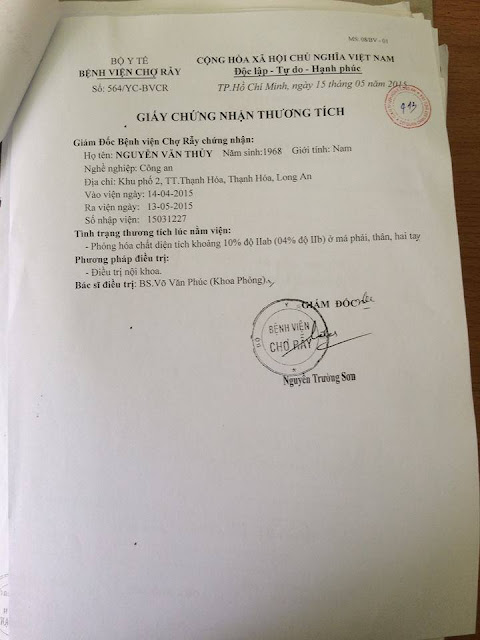 MS: 08/BV - 01
BỘ Y TẾ
BỆNH VIỆN CHỢ RẪY
Số: 564/YC-BVCR
CỘNG HÒA XÃ HỘI CHỦ NGHĨA VIỆT NAM
Độc lập - Tự do - Hạnh phúc
TP.Hồ Chí Minh, ngày 15 tháng 05 năm 2015
GIẤY CHỨNG NHẬN THƯƠNG TÍCH
Giám Đốc Bệnh viện Chợ Rẫy chứng nhận:
Họ tên: NGUYỄN VĂN THỦY Năm sinh:1968 Giới tính: Nam
Nghề nghiệp: Công an
Địa chỉ: Khu phố 2, TT.Thạnh Hóa, Thạnh Hóa, Long An
Vào viện ngày: 14-04-2015
Ra viện ngày: 13-05-2015
Số nhập viện: 15031227
Tình trạng thương tích lúc nằm viện:
- Phỏng hóa chất diện tích khoảng 10% độ IIab (04% độ IIb) ở má phải, thân, hai tay
Phương pháp điều trị:
- Điều trị nội khoa.
Bác sĩ điều trị: BS.Võ Văn Phúc (Khoa Phỏng).
GIÁM ĐỐC
BỆNH VIỆN
CHỢ RẪY
Nguyễn Trường Sơn